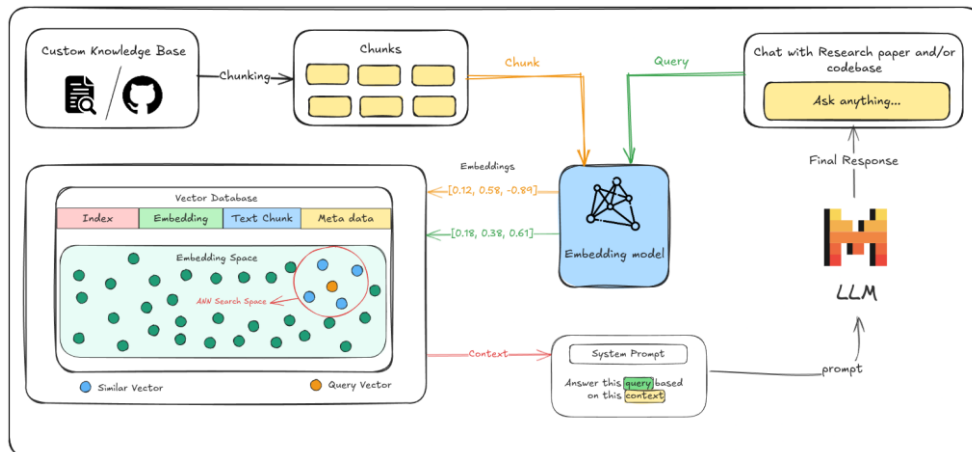 Custom Knowledge Base
Chunking
Chunks
Chunk
Query
Chat with Research paper and/or
codebase
Ask anything...
Embeddings
[0.12, 0.58, -0.89]
[0.18, 0.38, 0.61]
Embedding model
Final Response
LLM
Vector Database
Index
Embedding
Text Chunk
Meta data
Embedding Space
ANN Search Space
Similar Vector
Query Vector
Context
System Prompt
Answer this query based
on this context
prompt